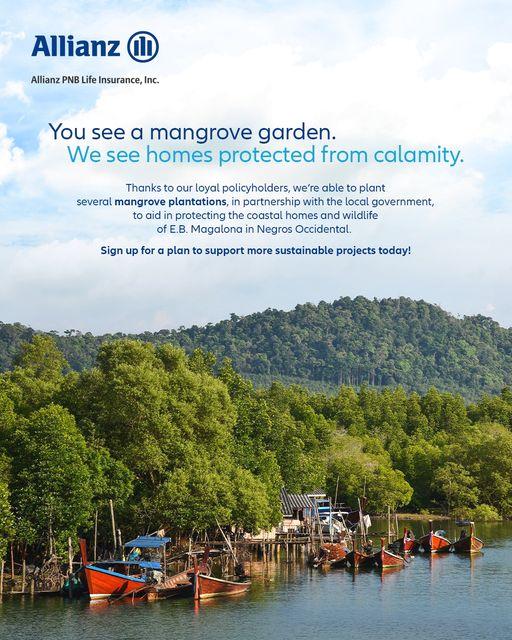 Allianz
Allianz PNB Life Insurance, Inc.
You see a mangrove garden.
We see homes protected from calamity.
Thanks to our loyal policyholders, we're able to plant
several mangrove plantations, in partnership with the local government,
to aid in protecting the coastal homes and wildlife
of E.B. Magalona in Negros Occidental.
Sign up for a plan to support more sustainable projects today!